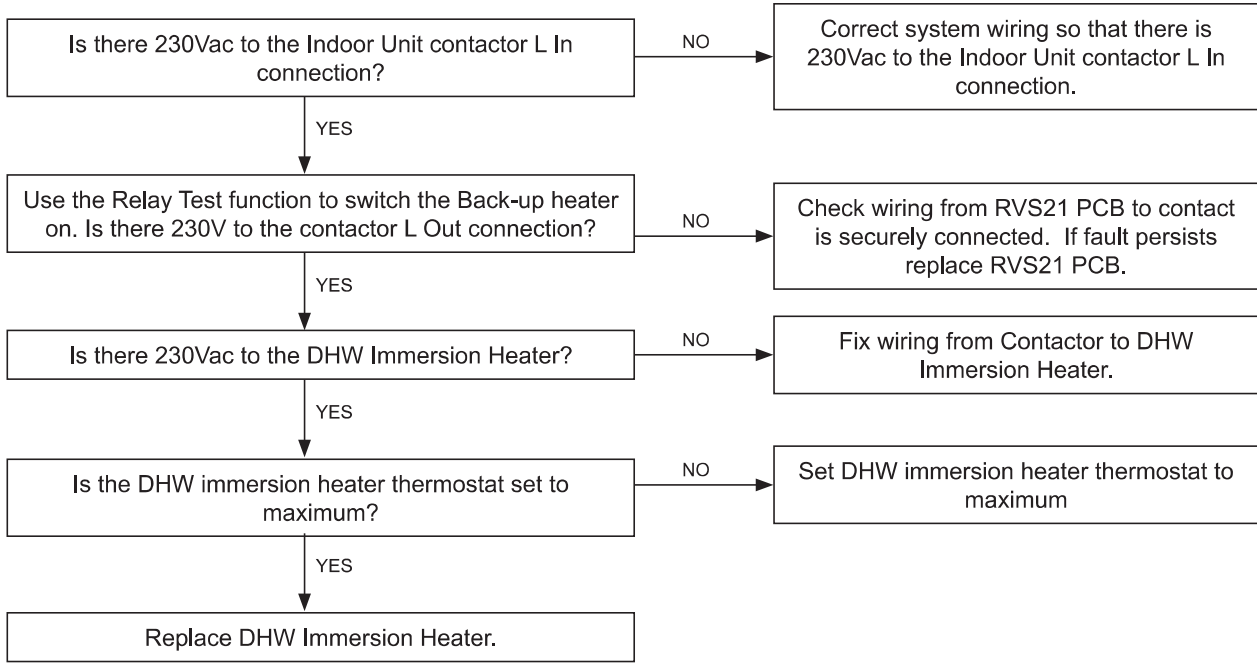 Is there 230Vac to the Indoor Unit contactor L In
connection?
NO
Correct system wiring so that there is
230Vac to the Indoor Unit contactor L In
connection.
YES
Use the Relay Test function to switch the Back-up heater
on. Is there 230V to the contactor L Out connection?
NO
Check wiring from RVS21 PCB to contact
is securely connected.  If fault persists
replace RVS21 PCB.
YES
Is there 230Vac to the DHW Immersion Heater?
NO
Fix wiring from Contactor to DHW
Immersion Heater.
YES
Is the DHW immersion heater thermostat set to
maximum?
NO
Set DHW immersion heater thermostat to
maximum
YES
Replace DHW Immersion Heater.